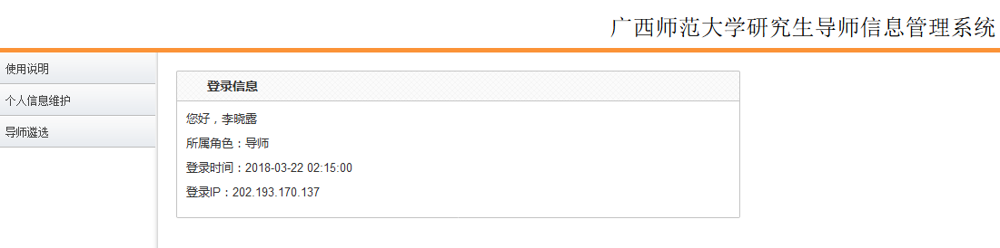 广西师范大学研究生导师信息管理系统
使用说明
个人信息维护
导师遴选
登录信息
您好，李晓露
所属角色：导师
登录时间：2018-03-22 02:15:00
登录IP：202.193.170.137